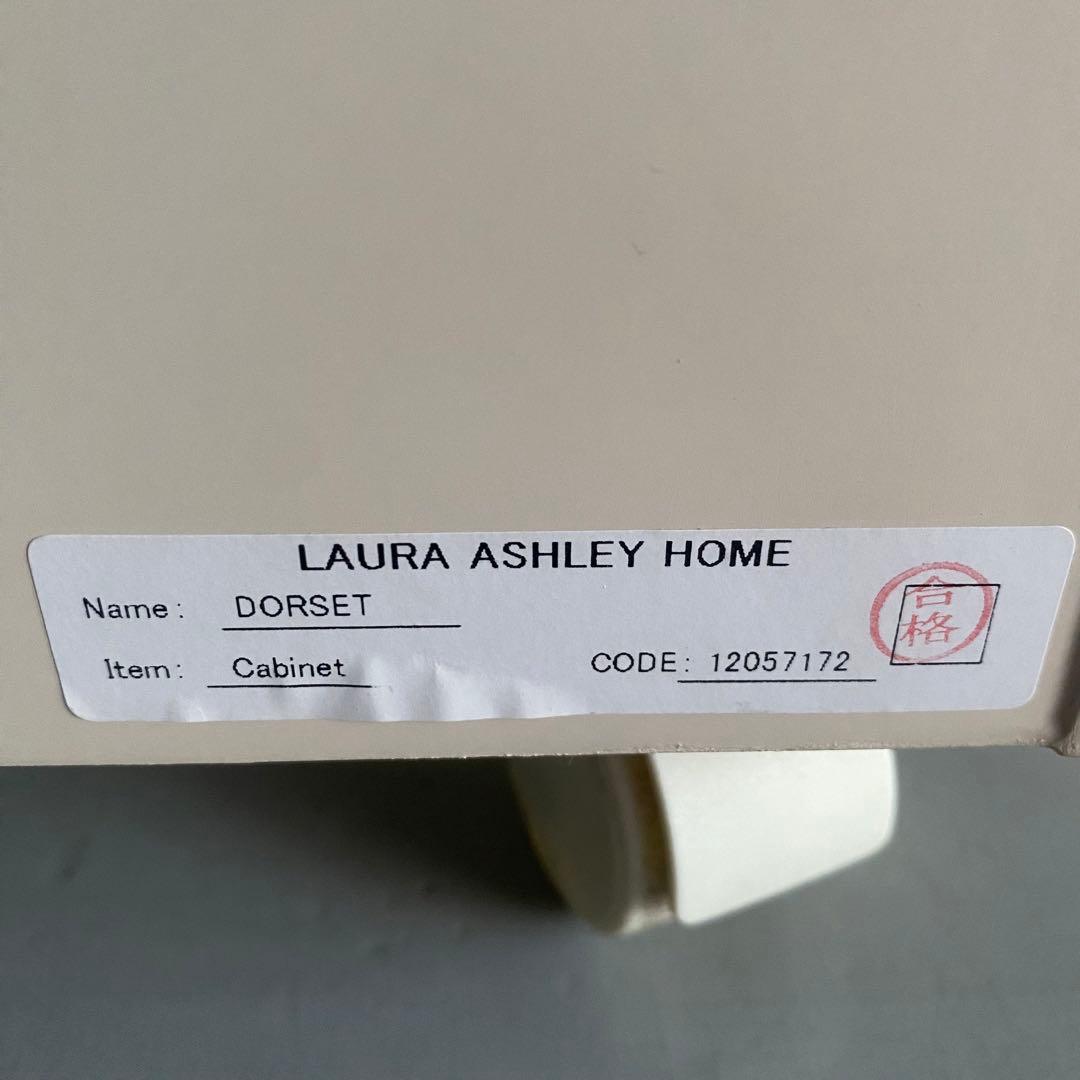 LAURA ASHLEY HOME
Name: DORSET
Item: Cabinet
CODE: 12057172
合格